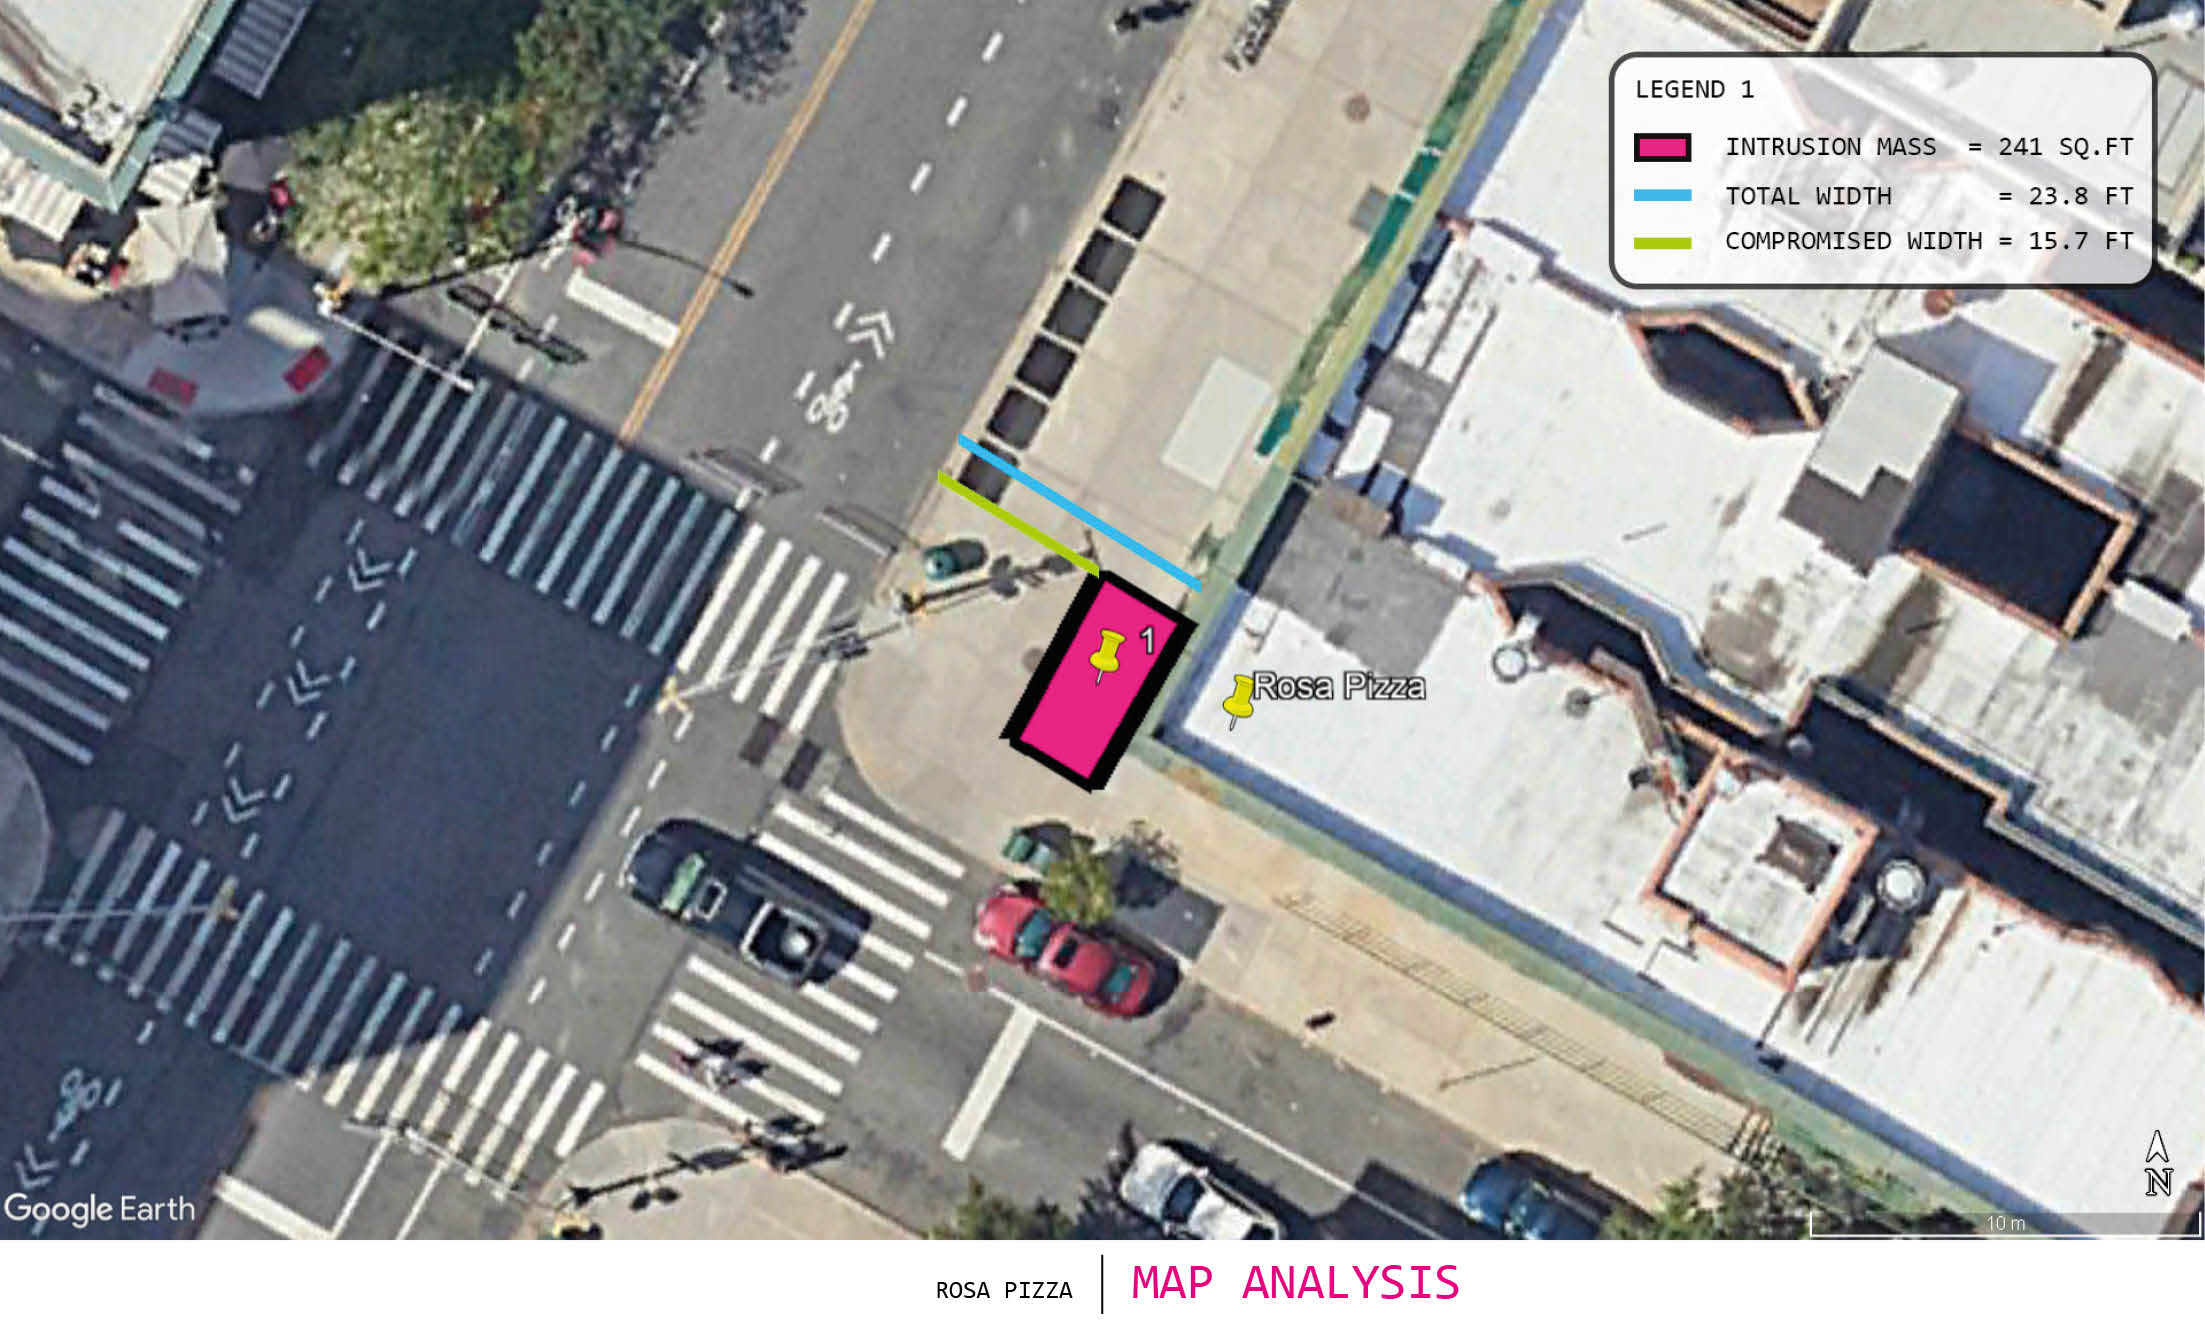 LEGEND 1
INTRUSION MASS = 241 SQ.FT
TOTAL WIDTH = 23.8 FT
COMPROMISED WIDTH = 15.7 FT
1
Rosa Pizza
N
Google Earth
10 m
ROSA PIZZA
MAP ANALYSIS